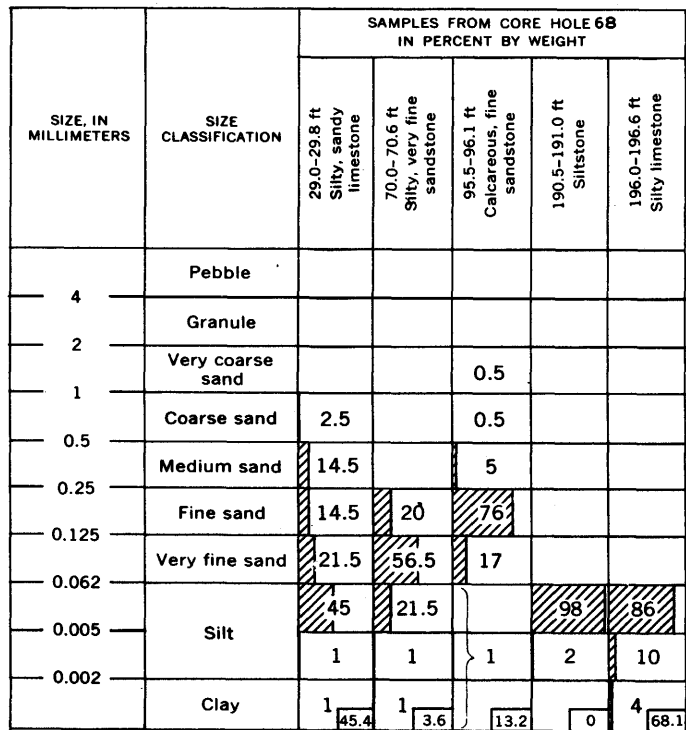 SAMPLES FROM CORE HOLE 68
IN PERCENT BY WEIGHT
SIZE, IN
MILLIMETERS
SIZE
CLASSIFICATION
29.0-29.8 ft
Silty, sandy
limestone
70.0-70.6 ft
Silty, very fine
sandstone
95.5-96.1 ft
Calcareous, fine
sandstone
190.5-191.0 ft
Siltstone
196.0-196.6 ft
Silty limestone
Pebble
4
Granule
2
Very coarse
sand
0.5
1
Coarse sand 2.5 0.5
0.5
Medium sand 14.5 5
0.25
Fine sand 14.5 20 76
0.125
Very fine sand 21.5 56.5 17
0.062
45 21.5 98 86
0.005
Silt
1 1 1 2 10
0.002
Clay 1 1 4
45.4 3.6 13.2 0 68.1